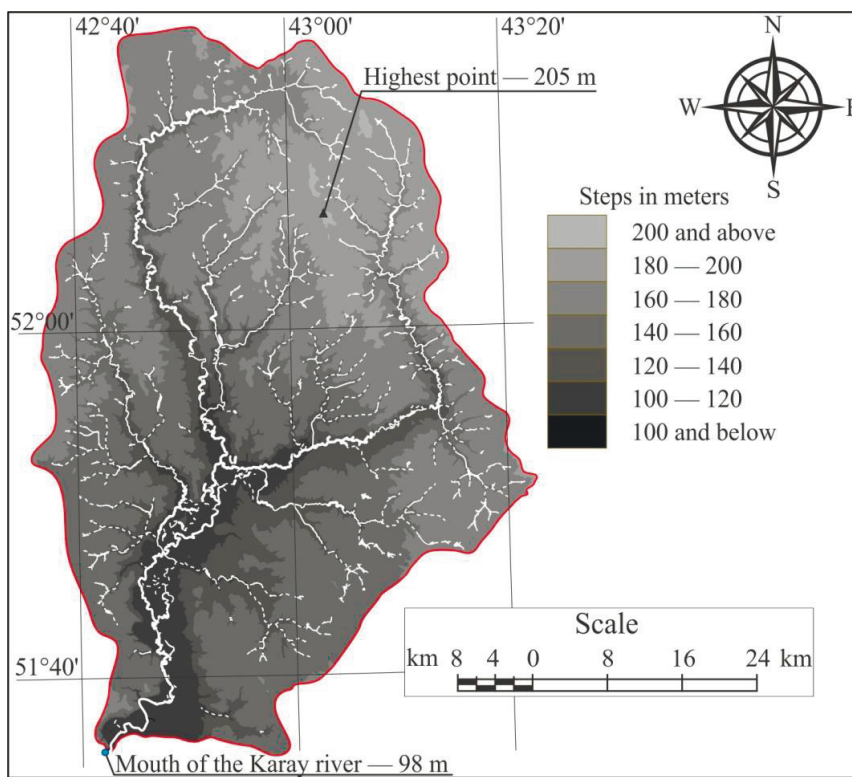 42°40' 43°00' 43°20'
Highest point — 205 m
N
W E
S
Steps in meters
200 and above
180 — 200
160 — 180
140 — 160
120 — 140
100 — 120
100 and below
52°00'
Scale
km 8 4 0 8 16 24 km
51°40'
Mouth of the Karay river — 98 m